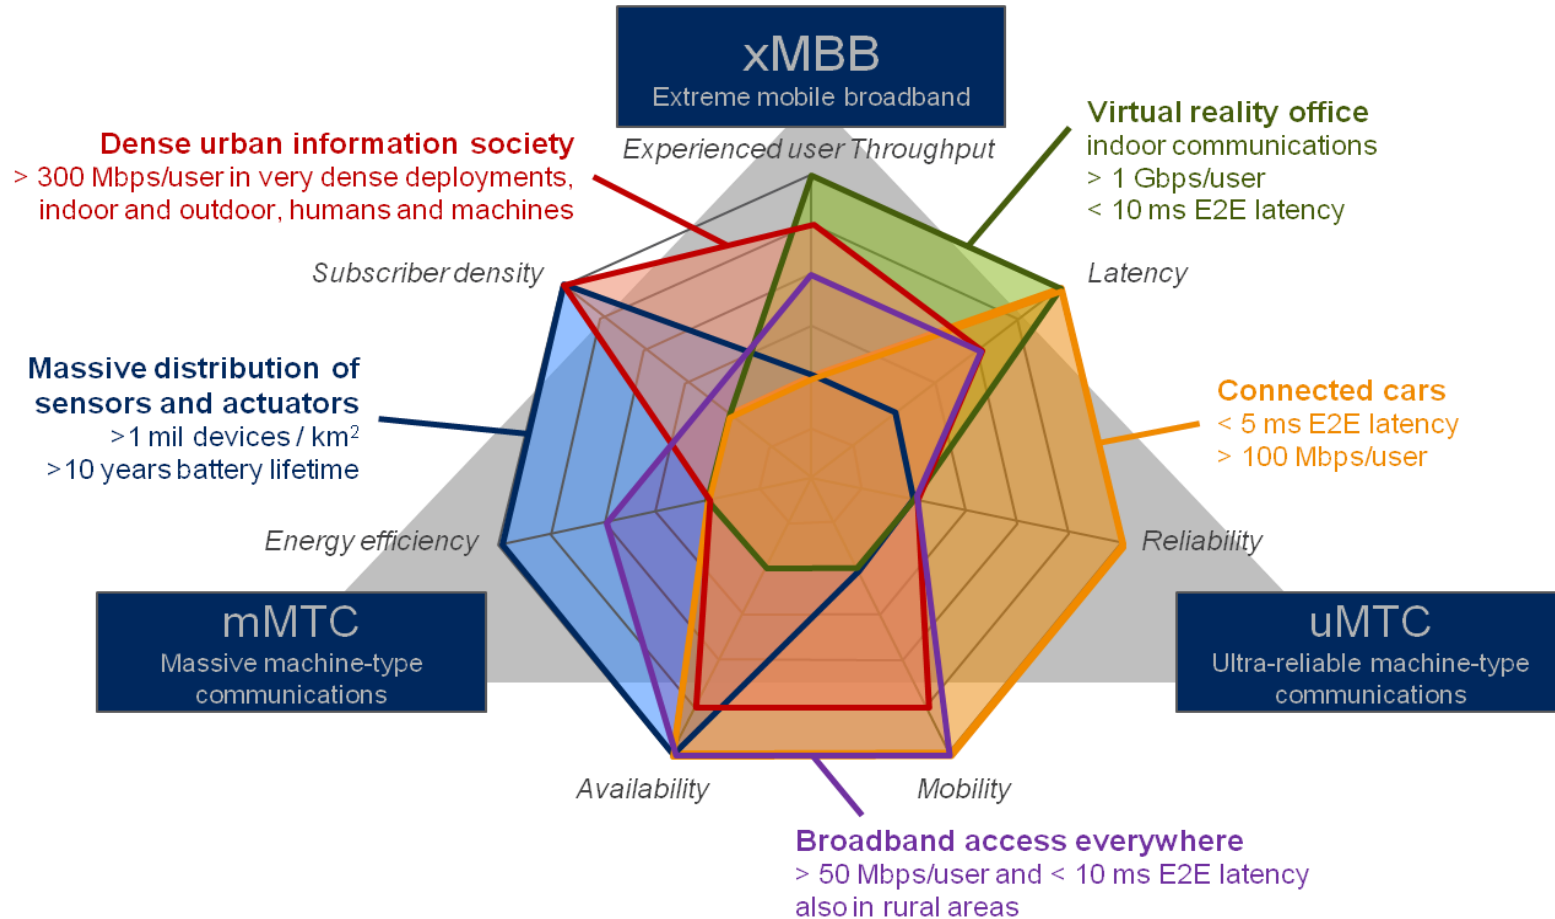 xMBB
Extreme mobile broadband
Experienced user Throughput
Dense urban information society
> 300 Mbps/user in very dense deployments,
indoor and outdoor, humans and machines
Virtual reality office
indoor communications
> 1 Gbps/user
< 10 ms E2E latency
Subscriber density
Latency
Massive distribution of
sensors and actuators
>1 mil devices / km²
>10 years battery lifetime
Connected cars
< 5 ms E2E latency
> 100 Mbps/user
Energy efficiency
Reliability
mMTC
Massive machine-type
communications
uMTC
Ultra-reliable machine-type
communications
Availability
Mobility
Broadband access everywhere
> 50 Mbps/user and < 10 ms E2E latency
also in rural areas